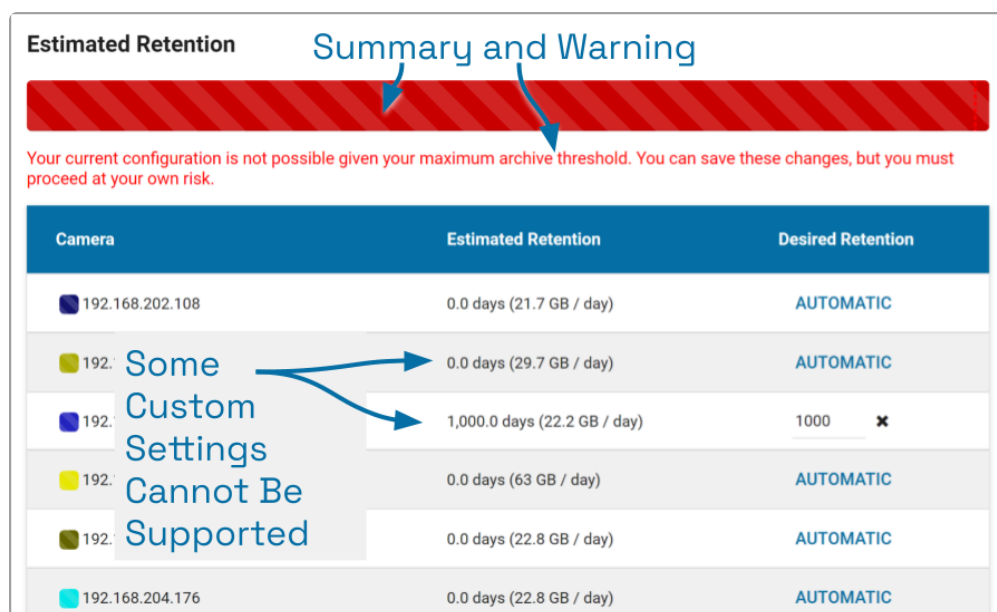 Estimated Retention
Summary and Warning
Your current configuration is not possible given your maximum archive threshold. You can save these changes, but you must
proceed at your own risk.
Camera Estimated Retention Desired Retention
192.168.202.108 0.0 days (21.7 GB / day) AUTOMATIC
192. 0.0 days (29.7 GB / day) AUTOMATIC
192. 1,000.0 days (22.2 GB / day) 1000 ✖
192. 0.0 days (63 GB / day) AUTOMATIC
192. 0.0 days (22.8 GB / day) AUTOMATIC
Some
Custom
Settings
Cannot Be
Supported
192.168.204.176 0.0 days (22.8 GB / day) AUTOMATIC